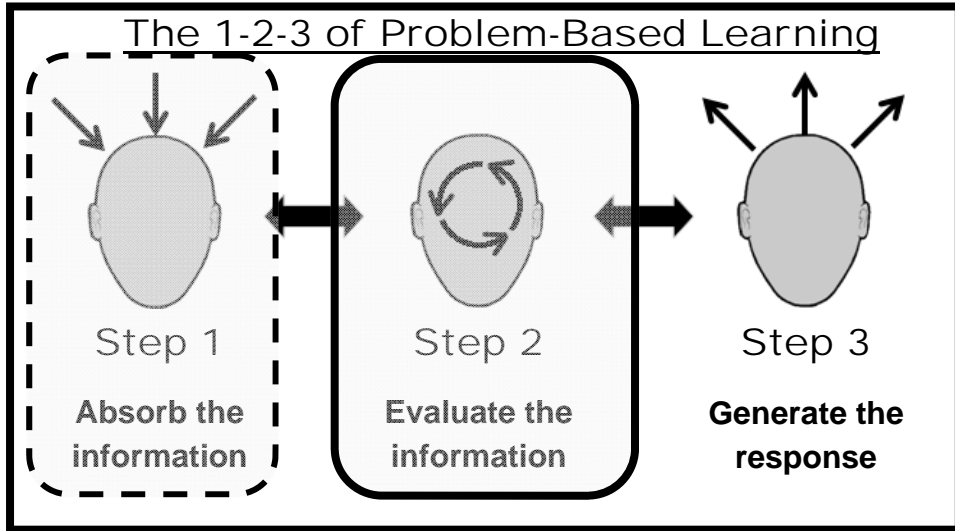 The 1-2-3 of Problem-Based Learning
Step 1
Absorb the
information
Step 2
Evaluate the
information
Step 3
Generate the
response